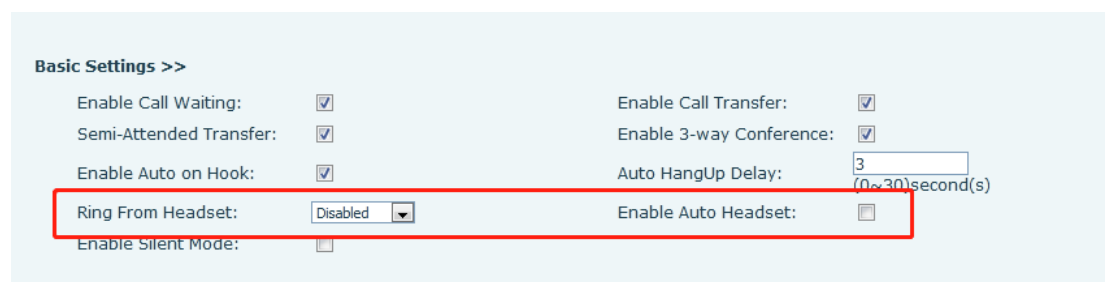 Basic Settings >>
Enable Call Waiting: Enable Call Transfer:
Semi-Attended Transfer: Enable 3-way Conference:
Enable Auto on Hook: Auto HangUp Delay: 3
(0~30)second(s)
Ring From Headset: Disabled Enable Auto Headset:
Enable Silent Mode: